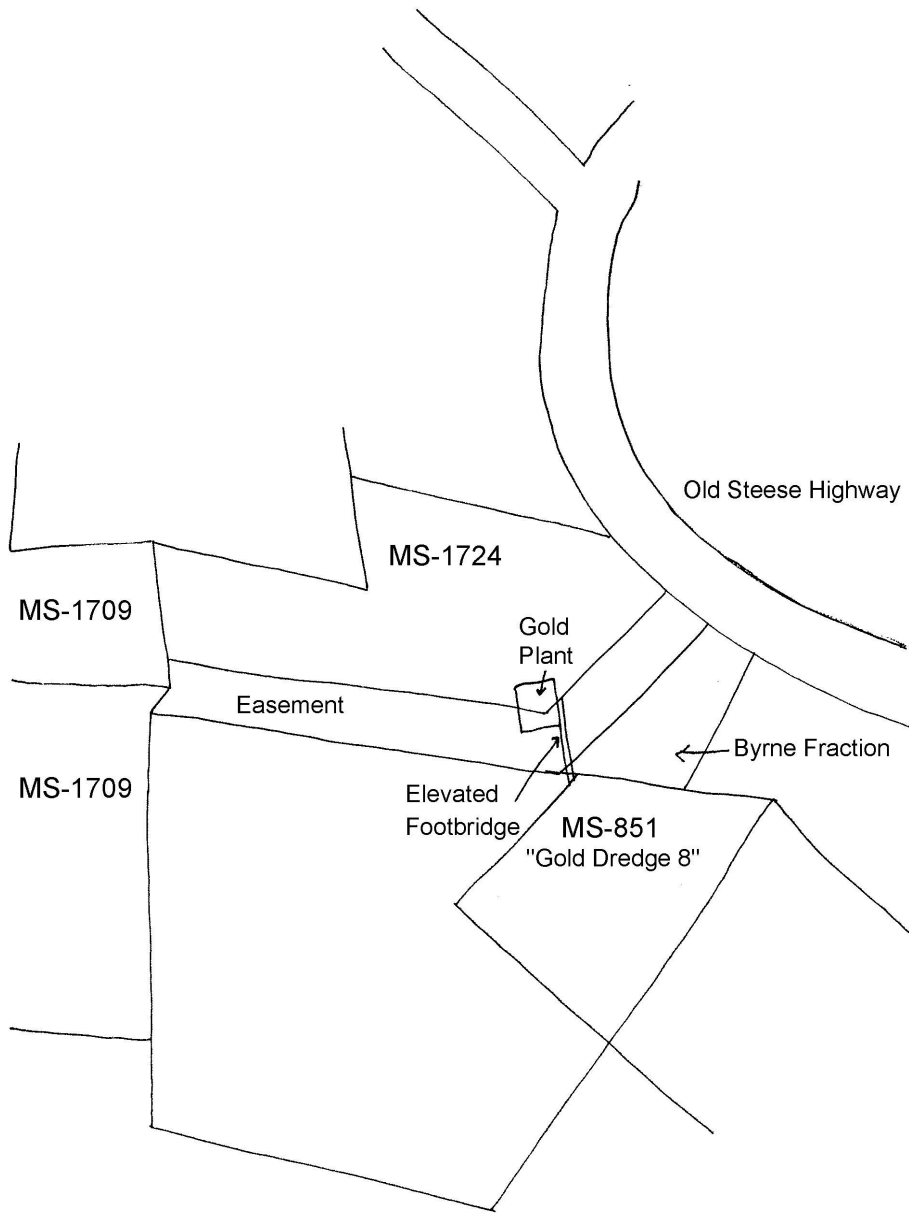 Old Steese Highway
MS-1724
MS-1709
Gold
Plant
Easement
Byrne Fraction
MS-1709
Elevated
Footbridge
MS-851
"Gold Dredge 8"